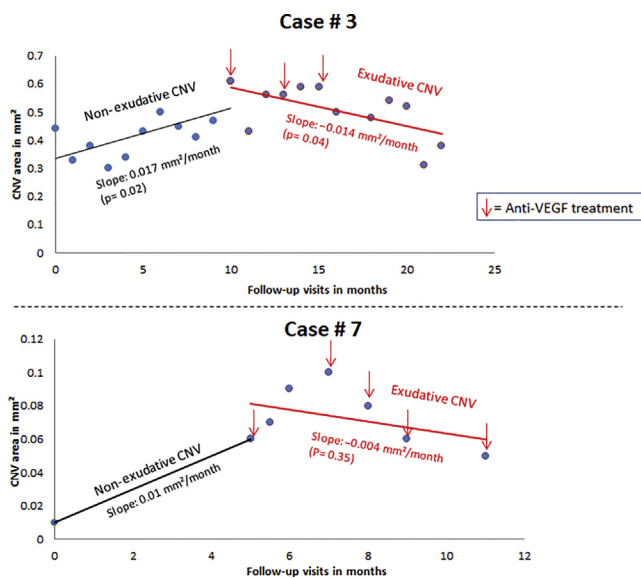 Case # 3
CNV area in mm²
0.7
0.6
0.5
0.4
0.3
0.2
0.1
0
Non-exudative CNV
Slope: 0.017 mm²/month
(p= 0.02)
Exudative CNV
Slope: –0.014 mm²/month
(p= 0.04)
0 5 10 15 20 25
Follow-up visits in months
= Anti-VEGF treatment
Case # 7
CNV area in mm²
0.12
0.1
0.08
0.06
0.04
0.02
0
Non-exudative CNV
Slope: 0.01 mm²/month
Exudative CNV
Slope: –0.004 mm²/month
(P= 0.35)
0 2 4 6 8 10 12
Follow-up visits in months